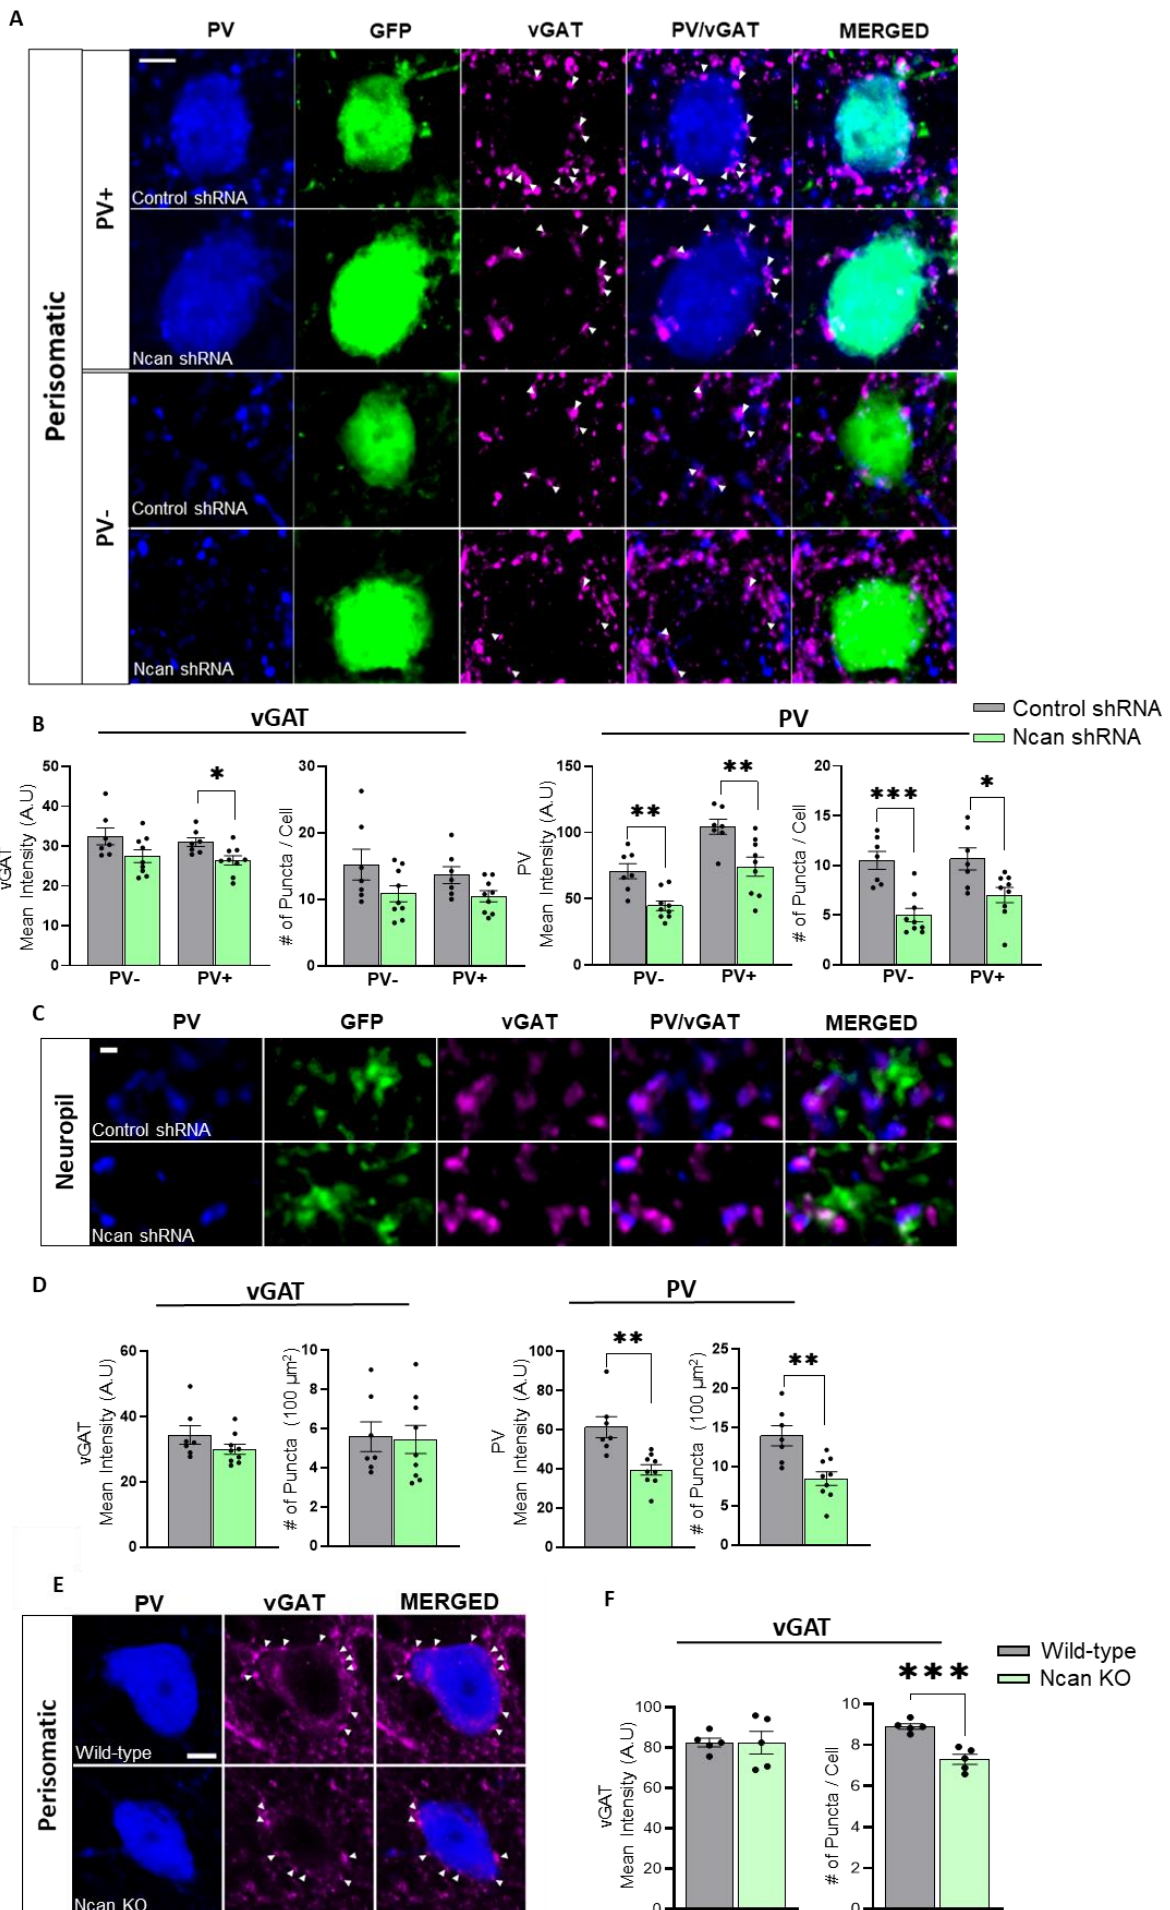 A
PV GFP vGAT PV/vGAT MERGED
Perisomatic
PV+
Control shRNA
Ncan shRNA
PV-
Control shRNA
Ncan shRNA
B
vGAT
PV
Control shRNA
Ncan shRNA
vGAT
Mean Intensity (A.U)
50
40
30
20
10
0
*
PV- PV+
# of Puncta / Cell
30
20
10
0
PV- PV+
PV
Mean Intensity (A.U)
150
100
50
0
**
**
PV- PV+
# of Puncta / Cell
20
15
10
5
0
***
*
PV- PV+
C
PV GFP vGAT PV/vGAT MERGED
Neuropil
Control shRNA
Ncan shRNA
D
vGAT
PV
vGAT
Mean Intensity (A.U)
60
40
20
0
# of Puncta (100 µm²)
10
8
6
4
2
0
PV
Mean Intensity (A.U)
100
80
60
40
20
0
**
# of Puncta (100 µm²)
25
20
15
10
5
0
**
E
PV vGAT MERGED
Perisomatic
Wild-type
Ncan KO
F
vGAT
Wild-type
Ncan KO
vGAT
Mean Intensity (A.U)
100
80
60
40
20
0
# of Puncta / Cell
10
8
6
4
2
0
***